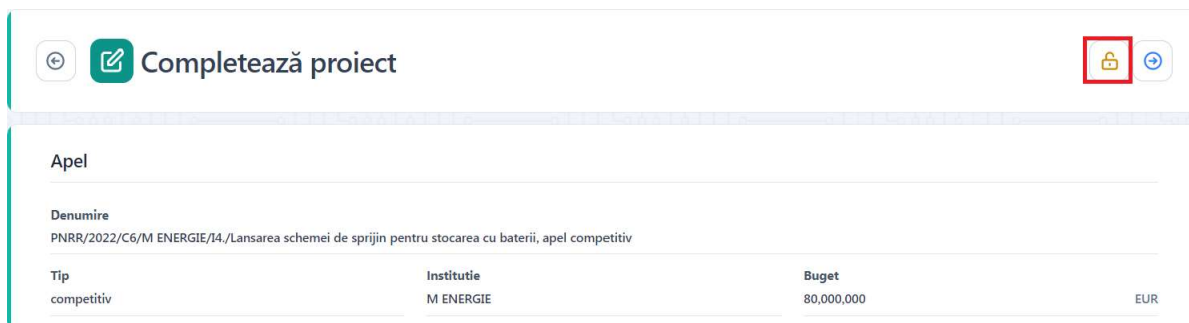 Completează proiect
Apel
Denumire
PNRR/2022/C6/M ENERGIE/I4./Lansarea schemei de sprijin pentru stocarea cu baterii, apel competitiv
Tip Institutie Buget
competitiv M ENERGIE 80,000,000 EUR